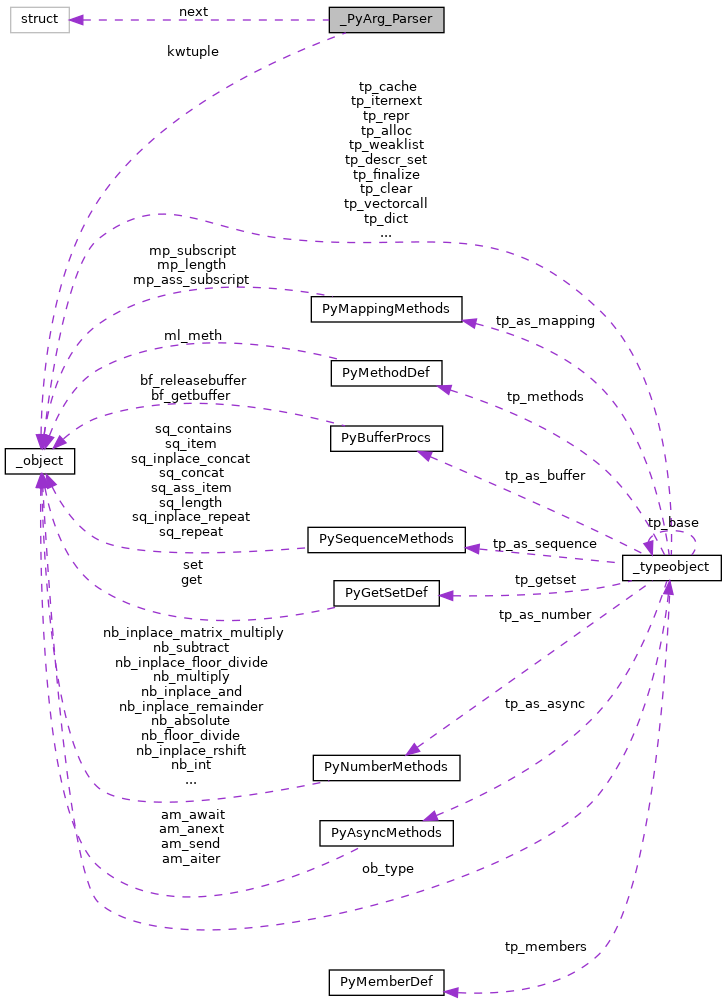 struct
next
_PyArg_Parser
kwtuple
tp_cache
tp_iternext
tp_repr
tp_alloc
tp_weaklist
tp_descr_set
tp_finalize
tp_clear
tp_vectorcall
tp_dict
...
mp_subscript
mp_length
mp_ass_subscript
PyMappingMethods
tp_as_mapping
ml_meth
PyMethodDef
tp_methods
bf_releasebuffer
bf_getbuffer
PyBufferProcs
tp_as_buffer
_object
sq_contains
sq_item
sq_inplace_concat
sq_concat
sq_ass_item
sq_length
sq_inplace_repeat
sq_repeat
PySequenceMethods
tp_as_sequence
tp_base
_typeobject
set
get
PyGetSetDef
tp_getset
tp_as_number
nb_inplace_matrix_multiply
nb_subtract
nb_inplace_floor_divide
nb_multiply
nb_inplace_and
nb_inplace_remainder
nb_absolute
nb_floor_divide
nb_inplace_rshift
nb_int
...
PyNumberMethods
tp_as_async
am_await
am_anext
am_send
am_aiter
PyAsyncMethods
ob_type
tp_members
PyMemberDef